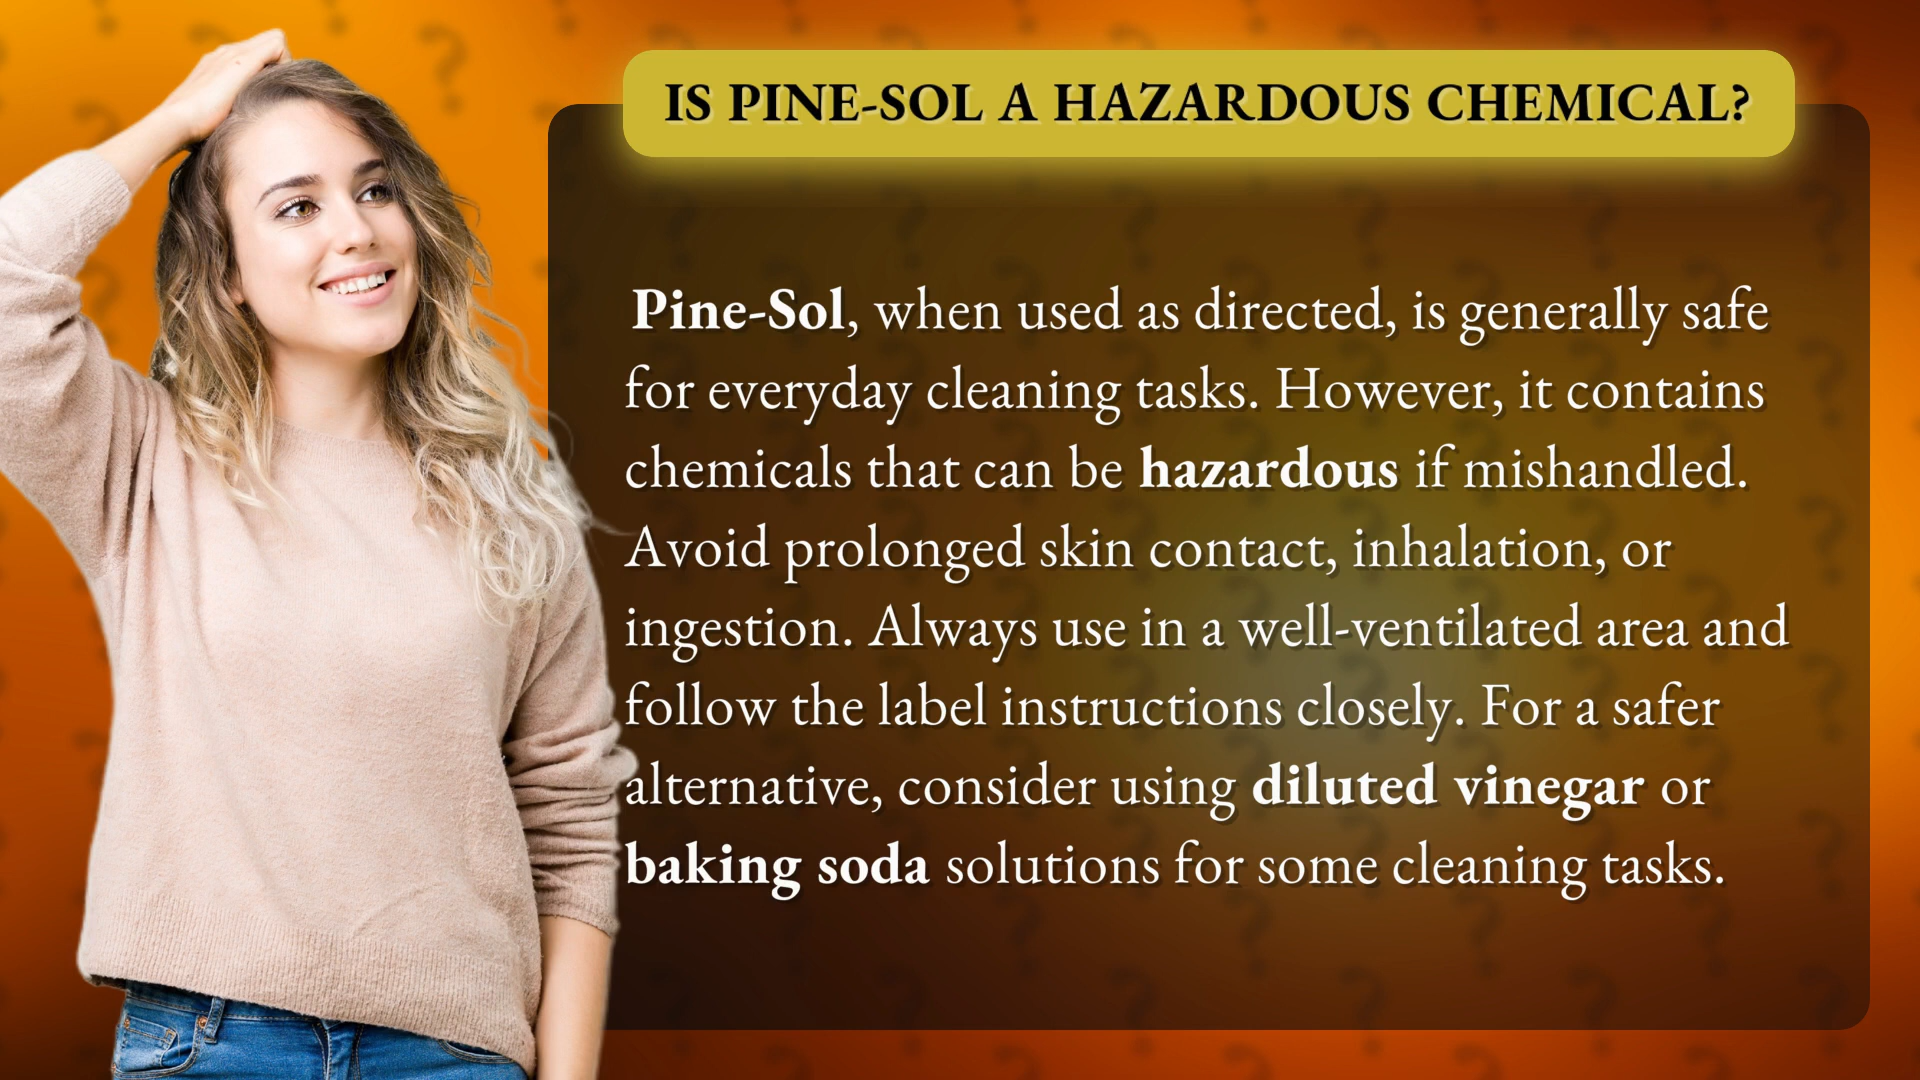 IS PINE-SOL A HAZARDOUS CHEMICAL?
Pine-Sol, when used as directed, is generally safe
for everyday cleaning tasks. However, it contains
chemicals that can be hazardous if mishandled.
Avoid prolonged skin contact, inhalation, or
ingestion. Always use in a well-ventilated area and
follow the label instructions closely. For a safer
alternative, consider using diluted vinegar or
baking soda solutions for some cleaning tasks.